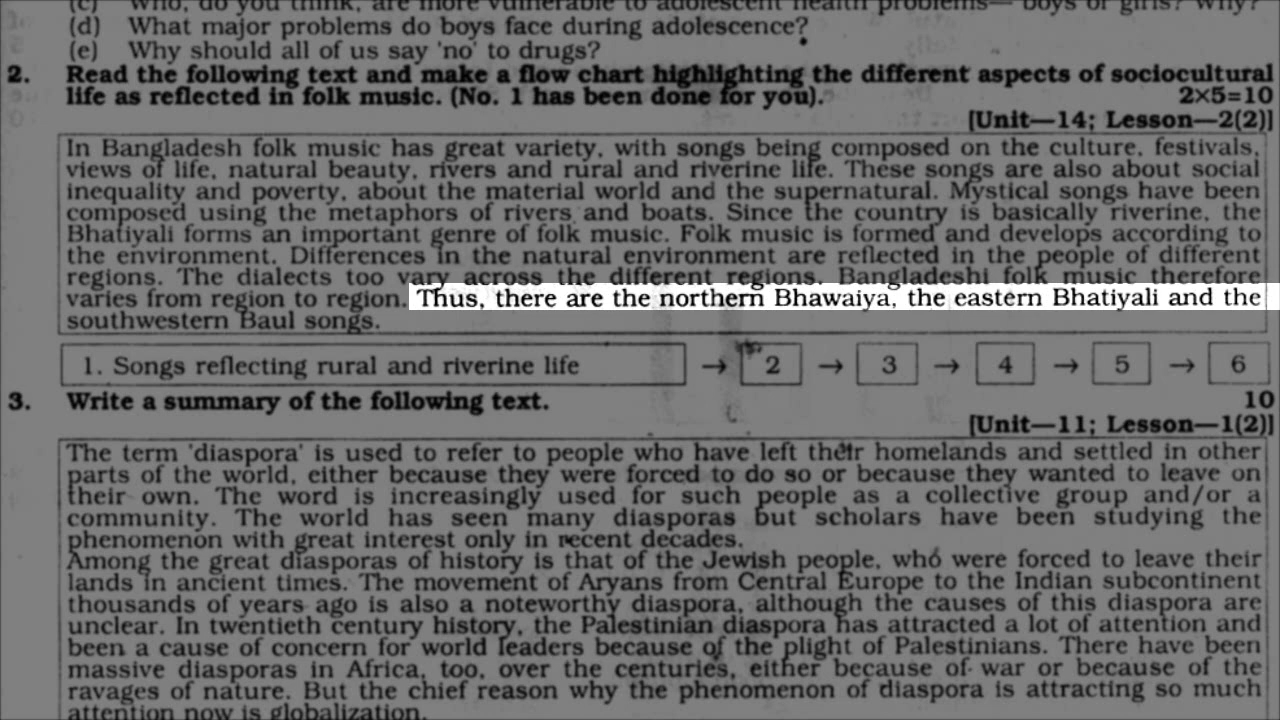 (c) Who, do you think, are more vulnerable to adolescent health problems— boys or girls? Why?
(d) What major problems do boys face during adolescence?
(e) Why should all of us say 'no' to drugs?
2. Read the following text and make a flow chart highlighting the different aspects of sociocultural
life as reflected in folk music. (No. 1 has been done for you). 2×5=10
[Unit—14; Lesson—2(2)]
In Bangladesh folk music has great variety, with songs being composed on the culture, festivals,
views of life, natural beauty, rivers and rural and riverine life. These songs are also about social
inequality and poverty, about the material world and the supernatural. Mystical songs have been
composed using the metaphors of rivers and boats. Since the country is basically riverine, the
Bhatiyali forms an important genre of folk music. Folk music is formed and develops according to
the environment. Differences in the natural environment are reflected in the people of different
regions. The dialects too vary across the different regions. Bangladeshi folk music therefore
varies from region to region. Thus, there are the northern Bhawaiya, the eastern Bhatiyali and the
southwestern Baul songs.
1. Songs reflecting rural and riverine life → 2 → 3 → 4 → 5 → 6
3. Write a summary of the following text. 10
[Unit—11; Lesson—1(2)]
The term 'diaspora' is used to refer to people who have left their homelands and settled in other
parts of the world, either because they were forced to do so or because they wanted to leave on
their own. The word is increasingly used for such people as a collective group and/or a
community. The world has seen many diasporas but scholars have been studying the
phenomenon with great interest only in recent decades.
Among the great diasporas of history is that of the Jewish people, who were forced to leave their
lands in ancient times. The movement of Aryans from Central Europe to the Indian subcontinent
thousands of years ago is also a noteworthy diaspora, although the causes of this diaspora are
unclear. In twentieth century history, the Palestinian diaspora has attracted a lot of attention and
been a cause of concern for world leaders because of the plight of Palestinians. There have been
massive diasporas in Africa, too, over the centuries, either because of war or because of the
ravages of nature. But the chief reason why the phenomenon of diaspora is attracting so much
attention now is globalization.